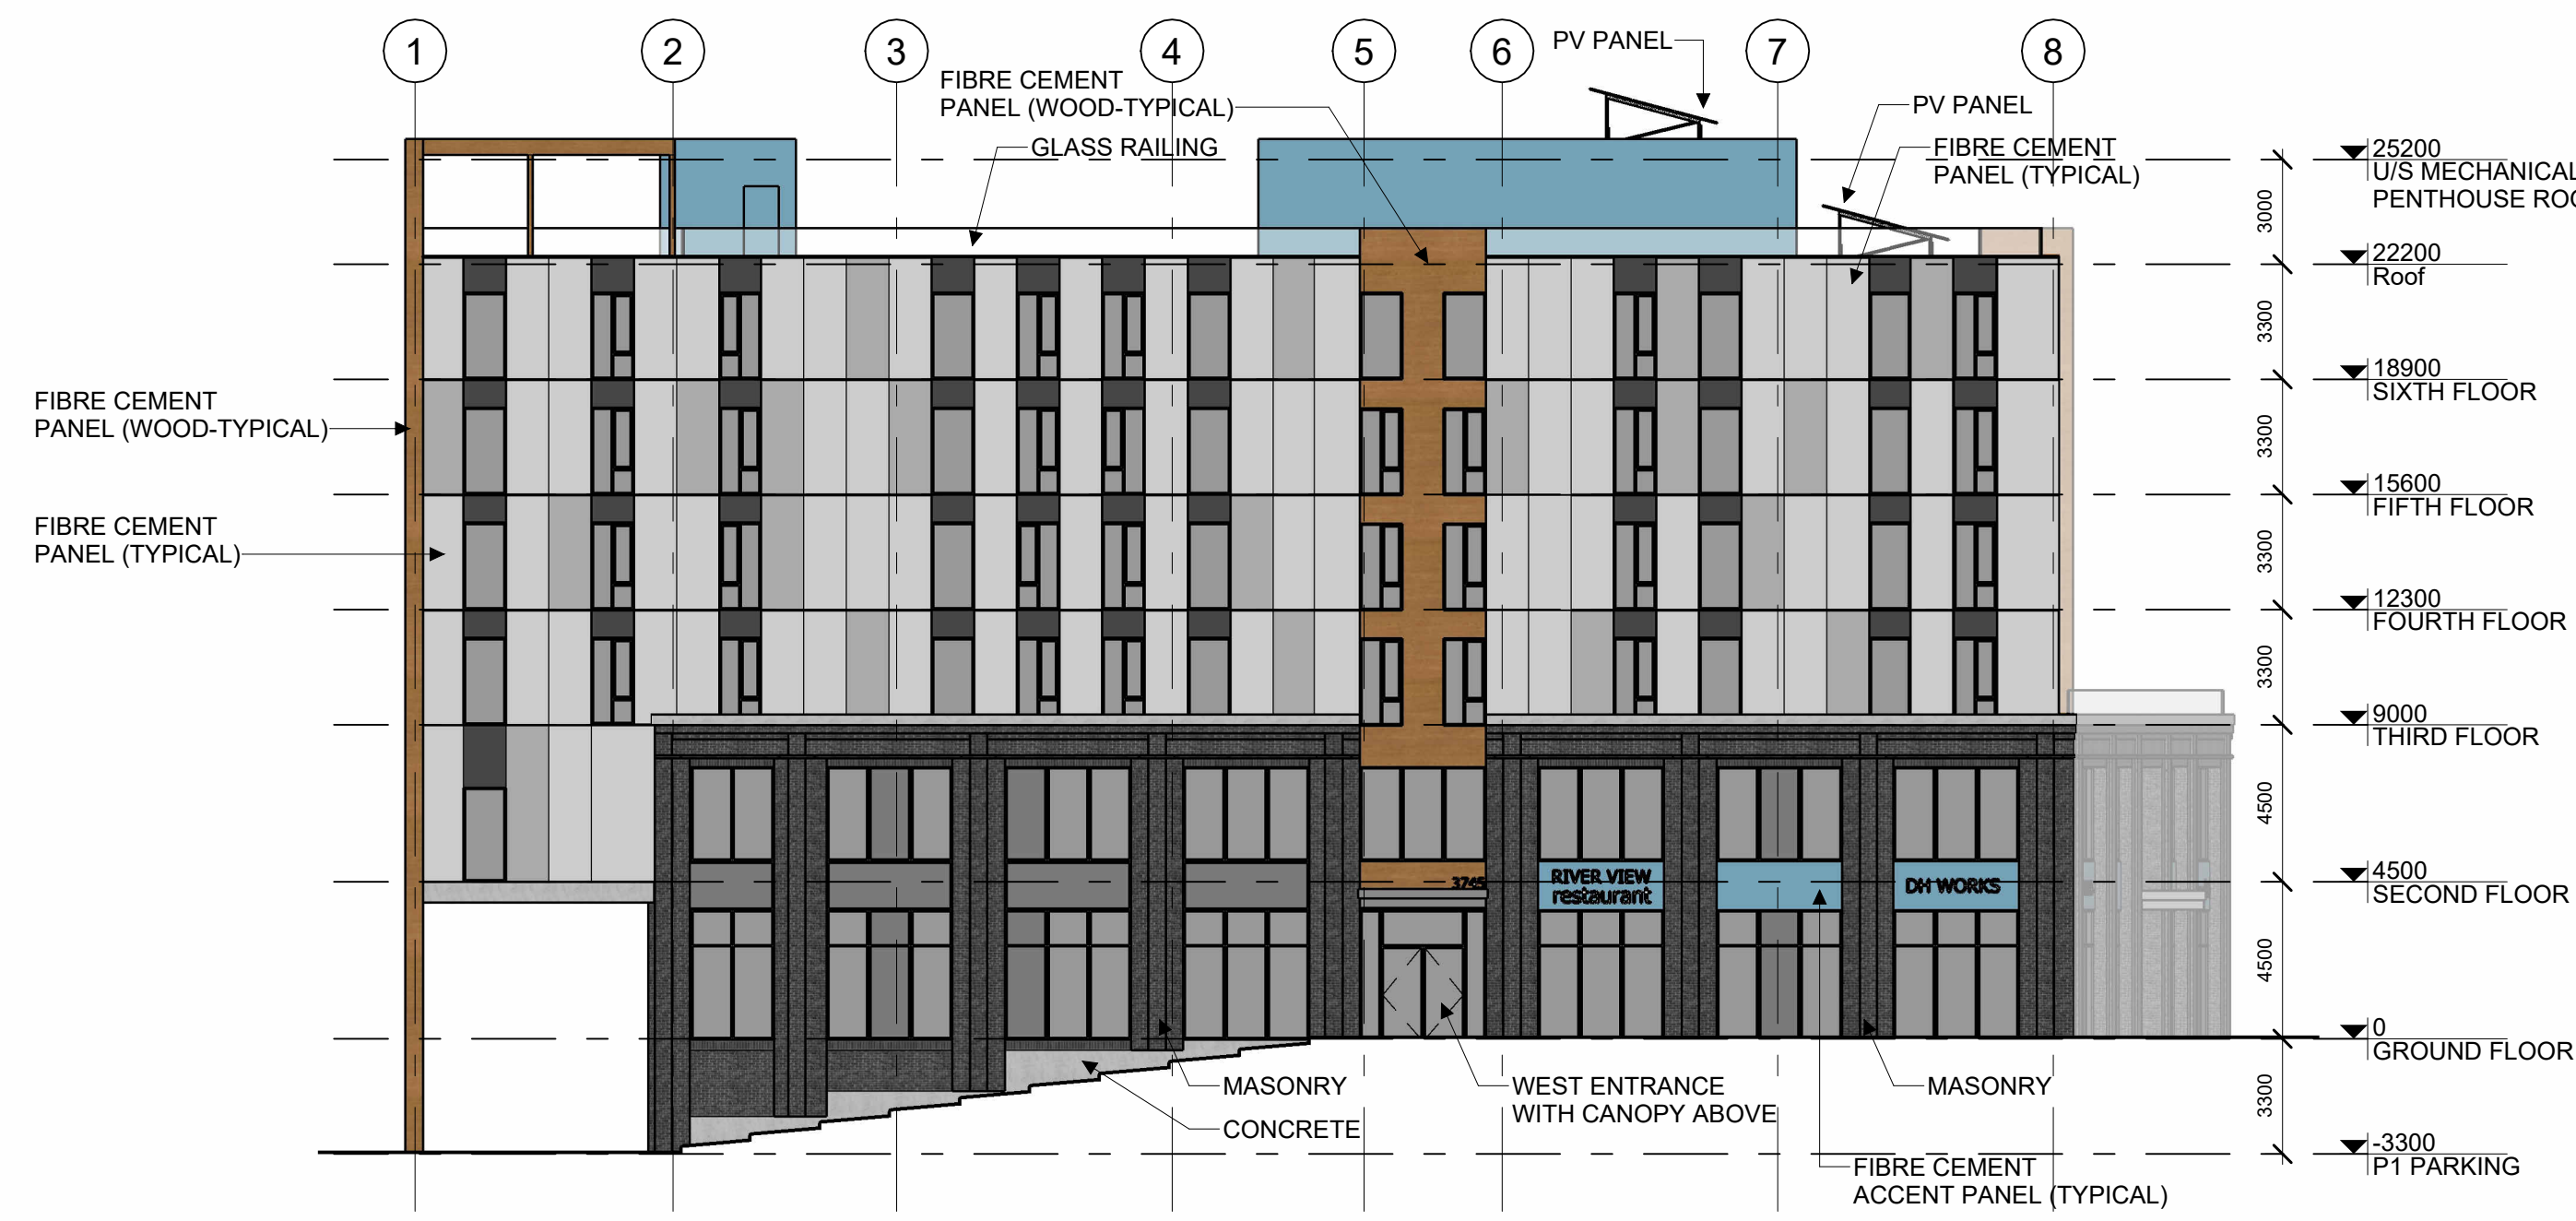 1
2
3
4
5
6
7
8
PV PANEL
FIBRE CEMENT
PANEL (WOOD-TYPICAL)
GLASS RAILING
PV PANEL
FIBRE CEMENT
PANEL (TYPICAL)
25200
U/S MECHANICAL
PENTHOUSE ROO
3000
22200
Roof
3300
18900
SIXTH FLOOR
FIBRE CEMENT
PANEL (WOOD-TYPICAL)
3300
15600
FIFTH FLOOR
FIBRE CEMENT
PANEL (TYPICAL)
3300
12300
FOURTH FLOOR
3300
9000
THIRD FLOOR
4500
RIVER VIEW
restaurant
DH WORKS
3745
4500
SECOND FLOOR
4500
0
GROUND FLOOR
MASONRY
CONCRETE
WEST ENTRANCE
WITH CANOPY ABOVE
MASONRY
3300
-3300
P1 PARKING
FIBRE CEMENT
ACCENT PANEL (TYPICAL)